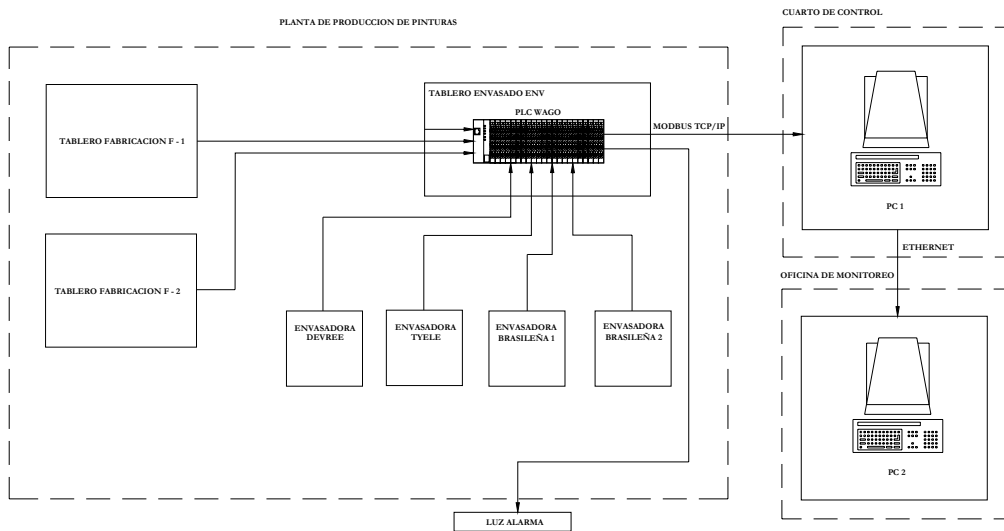 PLANTA DE PRODUCCION DE PINTURAS
CUARTO DE CONTROL
TABLERO ENVASADO ENV
PLC WAGO
TABLERO FABRICACION F - 1
MODBUS TCP/IP
PC 1
ETHERNET
OFICINA DE MONITOREO
TABLERO FABRICACION F - 2
ENVASADORA
DEVREE
ENVASADORA
TYELE
ENVASADORA
BRASILEÑA 1
ENVASADORA
BRASILEÑA 2
PC 2
LUZ ALARMA